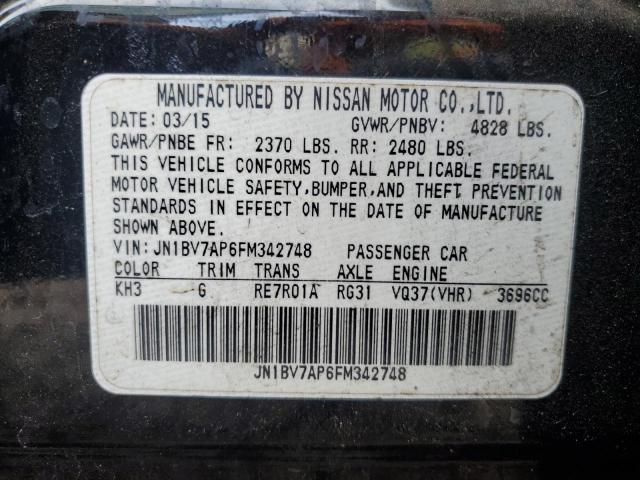 MANUFACTURED BY NISSAN MOTOR CO.,LTD.
DATE: 03/15 GVWR/PNBV: 4828 LBS.
GAWR/PNBE FR: 2370 LBS. RR: 2480 LBS.
THIS VEHICLE CONFORMS TO ALL APPLICABLE FEDERAL
MOTOR VEHICLE SAFETY,BUMPER,AND THEFT PREVENTION
STANDARDS IN EFFECT ON THE DATE OF MANUFACTURE
SHOWN ABOVE.
VIN:JN1BV7AP6FM342748 PASSENGER CAR
COLOR TRIM TRANS AXLE ENGINE
KH3 G RE7R01A RG31 VQ37(VHR) 3696CC
JN1BV7AP6FM342748